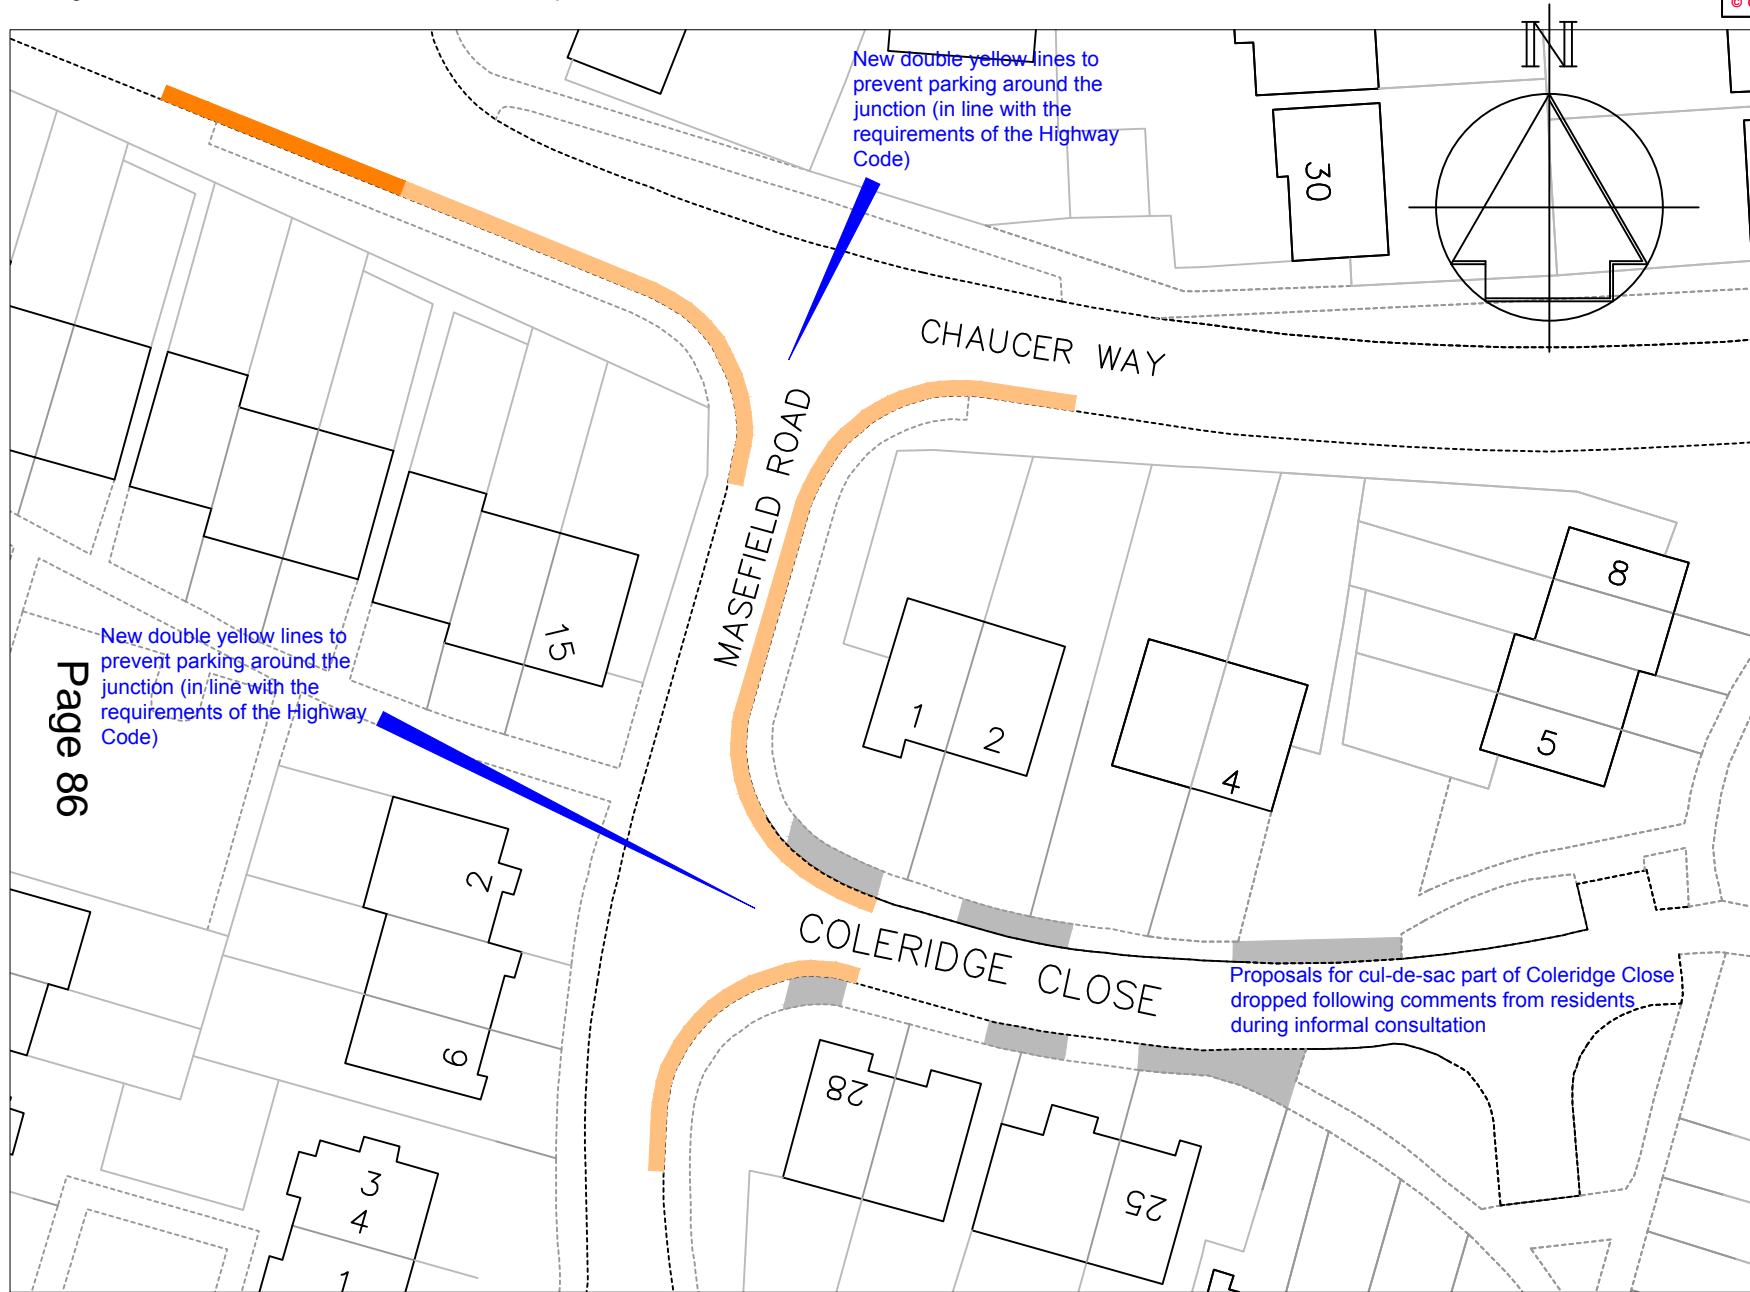 N
New double yellow lines to
prevent parking around the
junction (in line with the
requirements of the Highway
Code)
30
CHAUCER WAY
MASEFIELD ROAD
15
8
5
1
2
4
New double yellow lines to
prevent parking around the
junction (in line with the
requirements of the Highway
Code)
Page 86
2
6
COLERIDGE CLOSE
Proposals for cul-de-sac part of Coleridge Close
dropped following comments from residents
during informal consultation
28
25
3
4
1